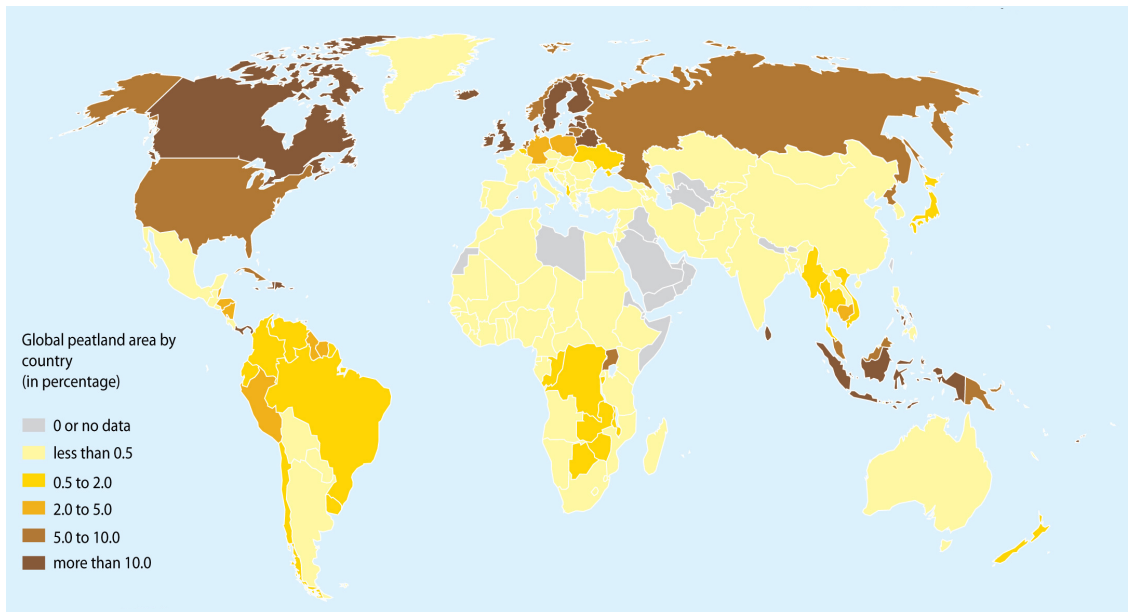 Global peatland area by
country
(in percentage)
0 or no data
less than 0.5
0.5 to 2.0
2.0 to 5.0
5.0 to 10.0
more than 10.0